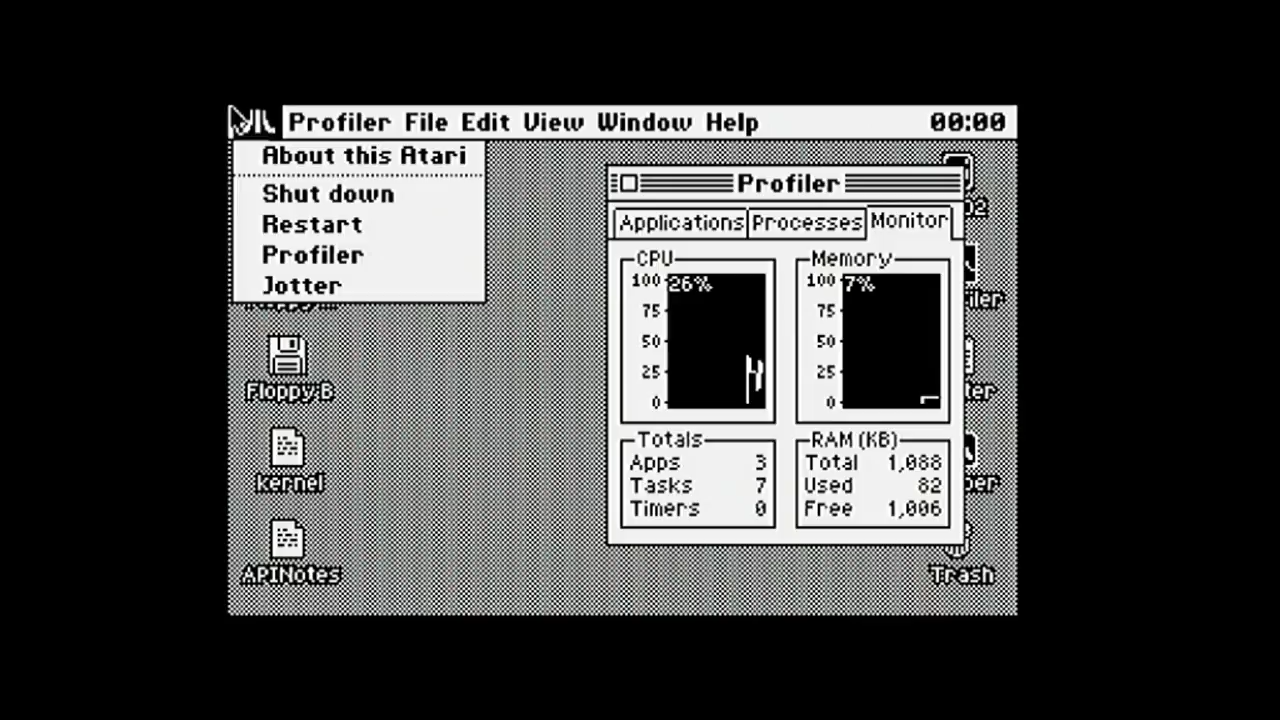 Profiler File Edit View Window Help 00:00
About this Atari
Shut down
Restart
Profiler
Jotter
Floppy B
kernel
APINotes
Profiler
Applications Processes Monitor
CPU
100 26%
75
50
25
0
Memory
100 7%
75
50
25
0
Totals
Apps 3
Tasks 7
Timers 0
RAM (KB)
Total 1,088
Used 82
Free 1,006
Trash